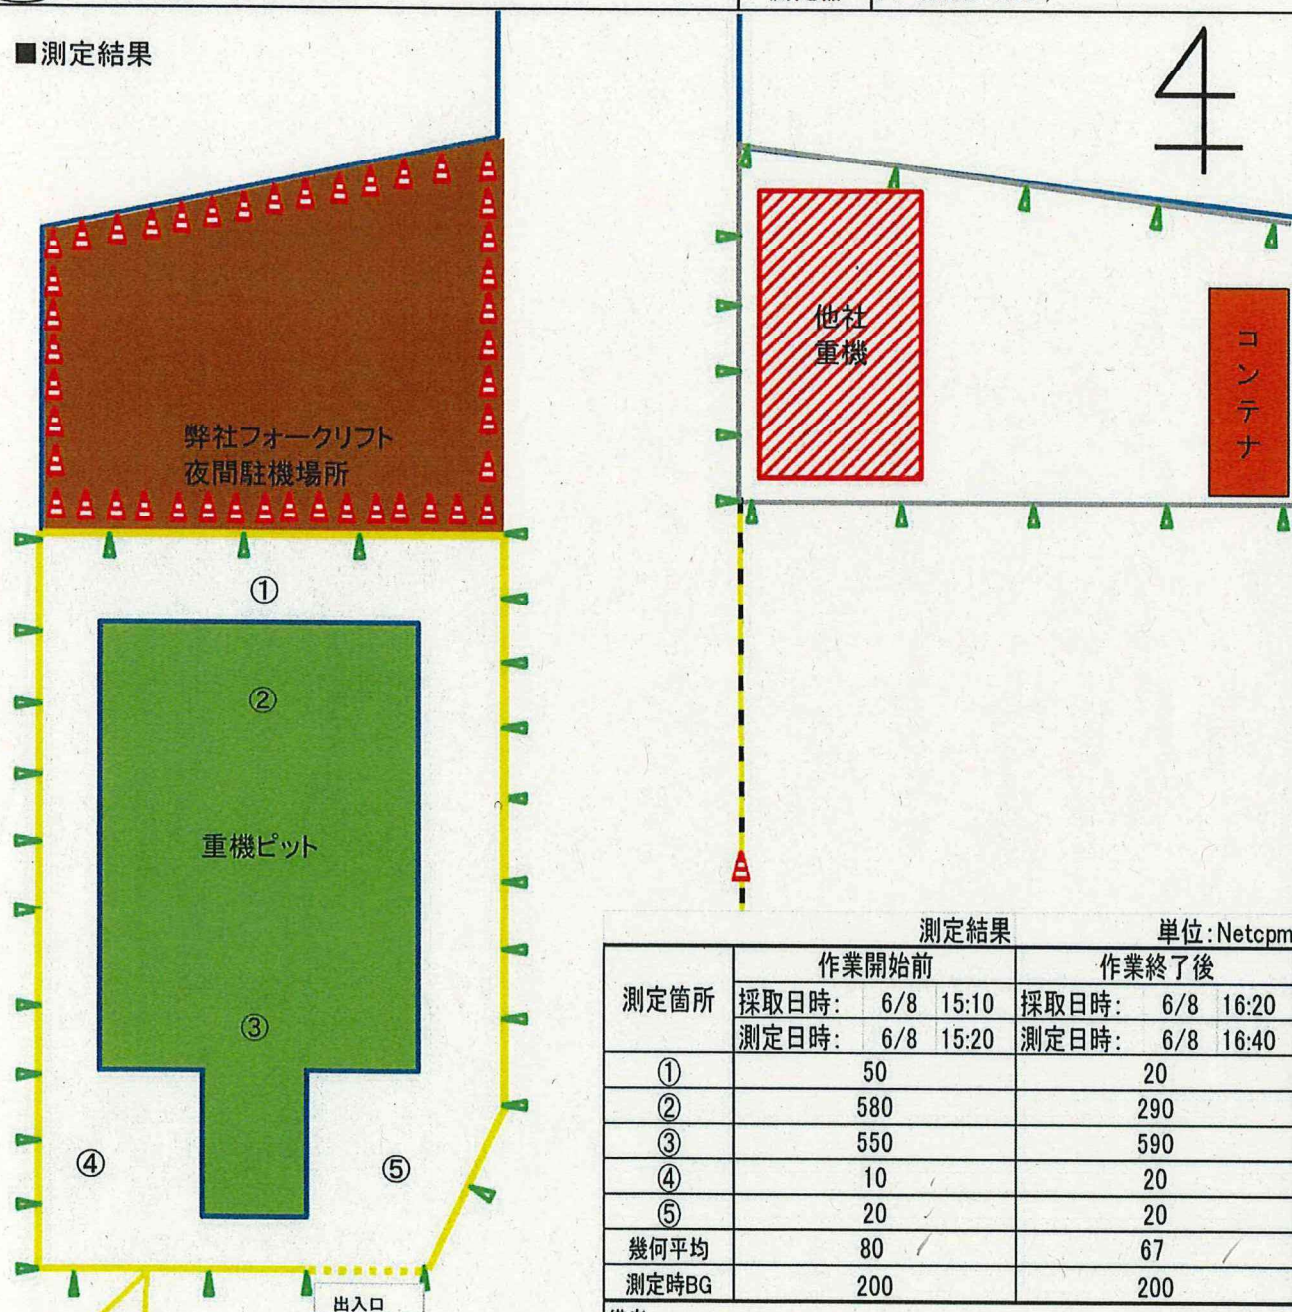 ■測定結果
4
弊社フォークリフト
夜間駐機場所
他社
重機
コンテナ
①
②
重機ピット
③
④
⑤
出入口
測定結果 単位:Netcpm
測定箇所 作業開始前 作業終了後
採取日時: 6/8 15:10 採取日時: 6/8 16:20
測定日時: 6/8 15:20 測定日時: 6/8 16:40
① 50 20
② 580 290
③ 550 590
④ 10 20
⑤ 20 20
幾何平均 80 67
測定時BG 200 200